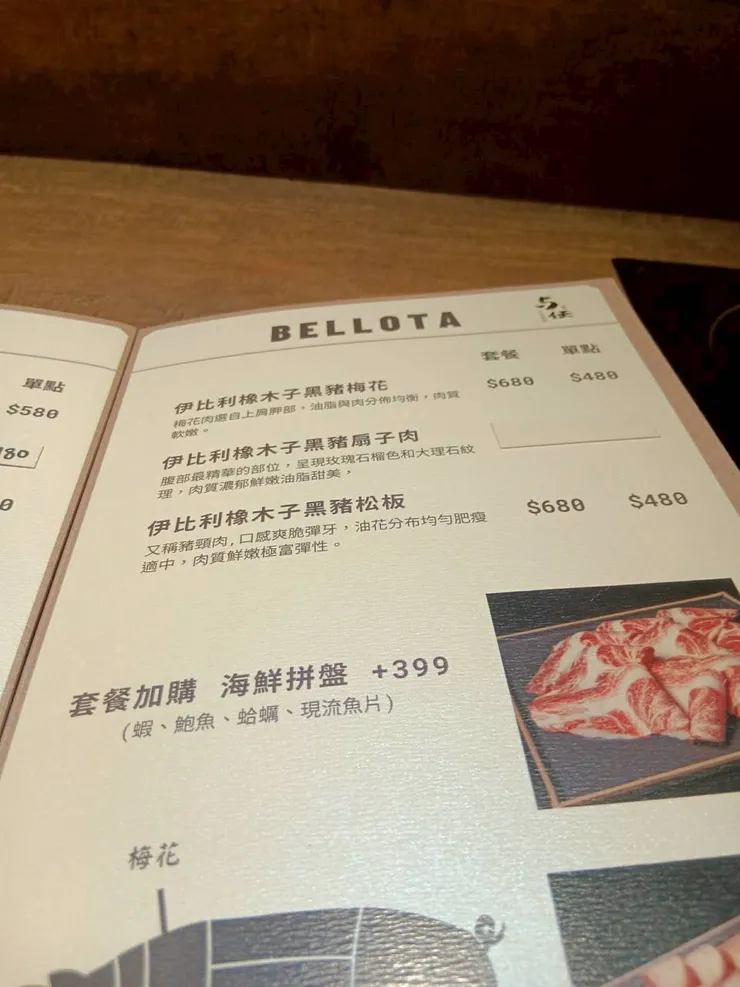 單點
$580
80
0
BELLOTA
套餐 單點
伊比利橡木子黑豬梅花 $680 $480
梅花肉選自上肩胛部，油脂與肉分佈均衡，肉質
軟嫩。
伊比利橡木子黑豬扇子肉
腹部最精華的部位，呈現玫瑰石榴色和大理石紋
理，肉質濃郁鮮嫩油脂甜美，
伊比利橡木子黑豬松板 $680 $480
又稱豬頸肉，口感爽脆彈牙，油花分布均勻肥瘦
適中，肉質鮮嫩極富彈性。
套餐加購 海鮮拼盤 +399
(蝦、鮑魚、蛤蠣、現流魚片)
梅花